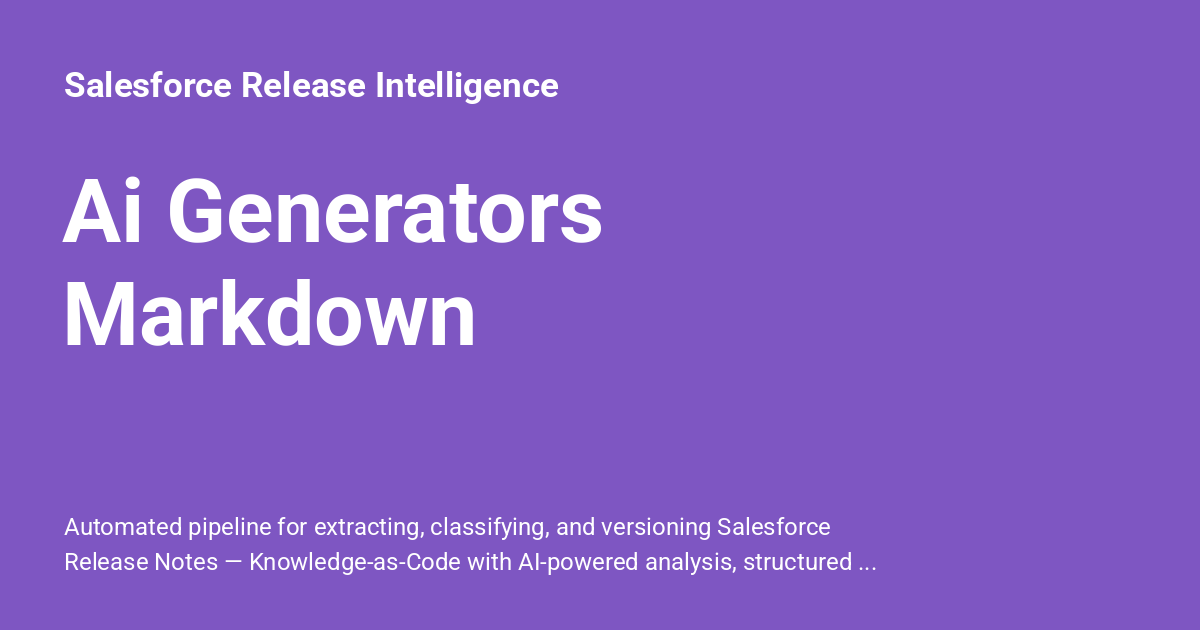 Salesforce Release Intelligence
Ai Generators
Markdown
Automated pipeline for extracting, classifying, and versioning Salesforce
Release Notes — Knowledge-as-Code with AI-powered analysis, structured ...